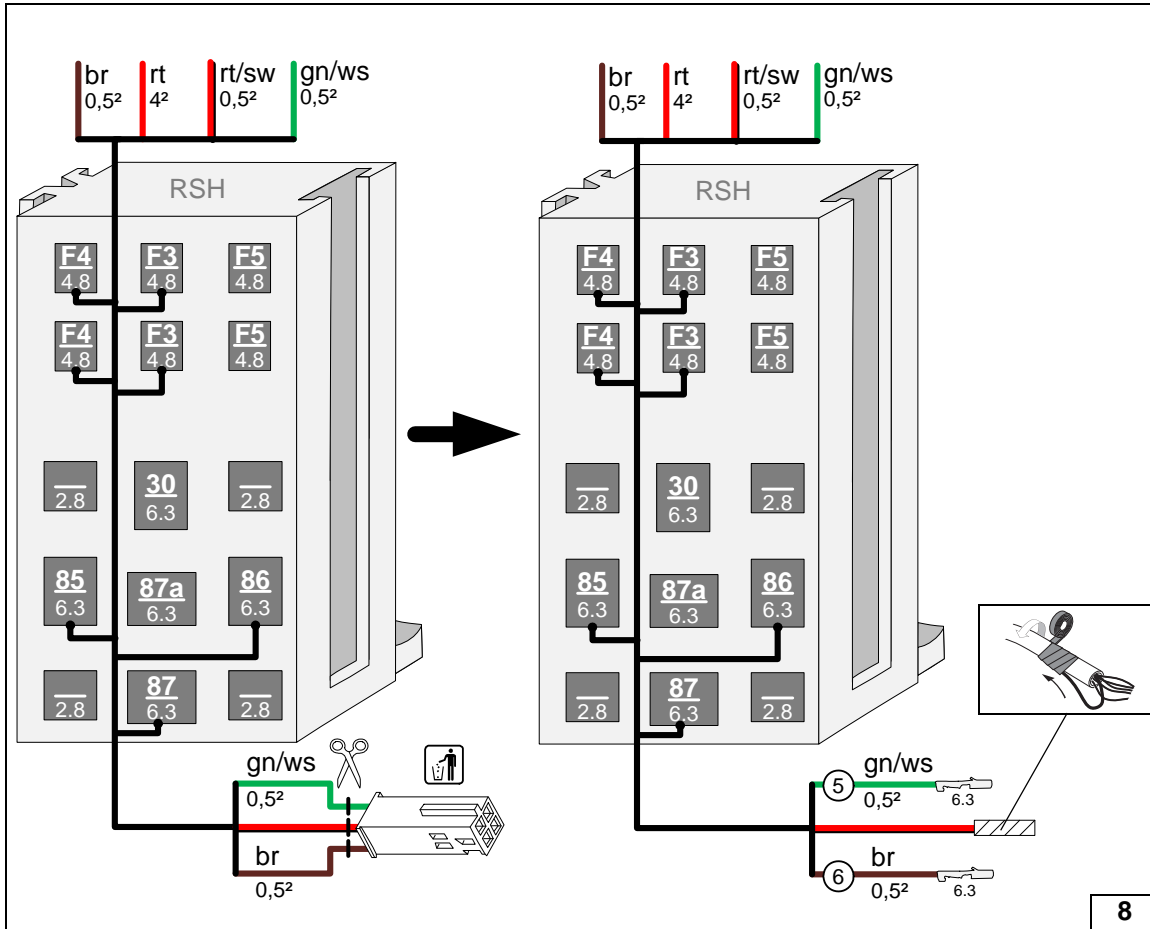 br rt rt/sw gn/ws
0,5² 4² 0,5² 0,5²
RSH
F4 F3 F5
4.8 4.8 4.8
F4 F3 F5
4.8 4.8 4.8
30
2.8 6.3 2.8
85 87a 86
6.3 6.3 6.3
87
2.8 6.3 2.8
gn/ws
0,5²
br
0,5²
br rt rt/sw gn/ws
0,5² 4² 0,5² 0,5²
RSH
F4 F3 F5
4.8 4.8 4.8
F4 F3 F5
4.8 4.8 4.8
30
2.8 6.3 2.8
85 87a 86
6.3 6.3 6.3
87
2.8 6.3 2.8
5 gn/ws
0,5² 6.3
6 br
0,5² 6.3
8